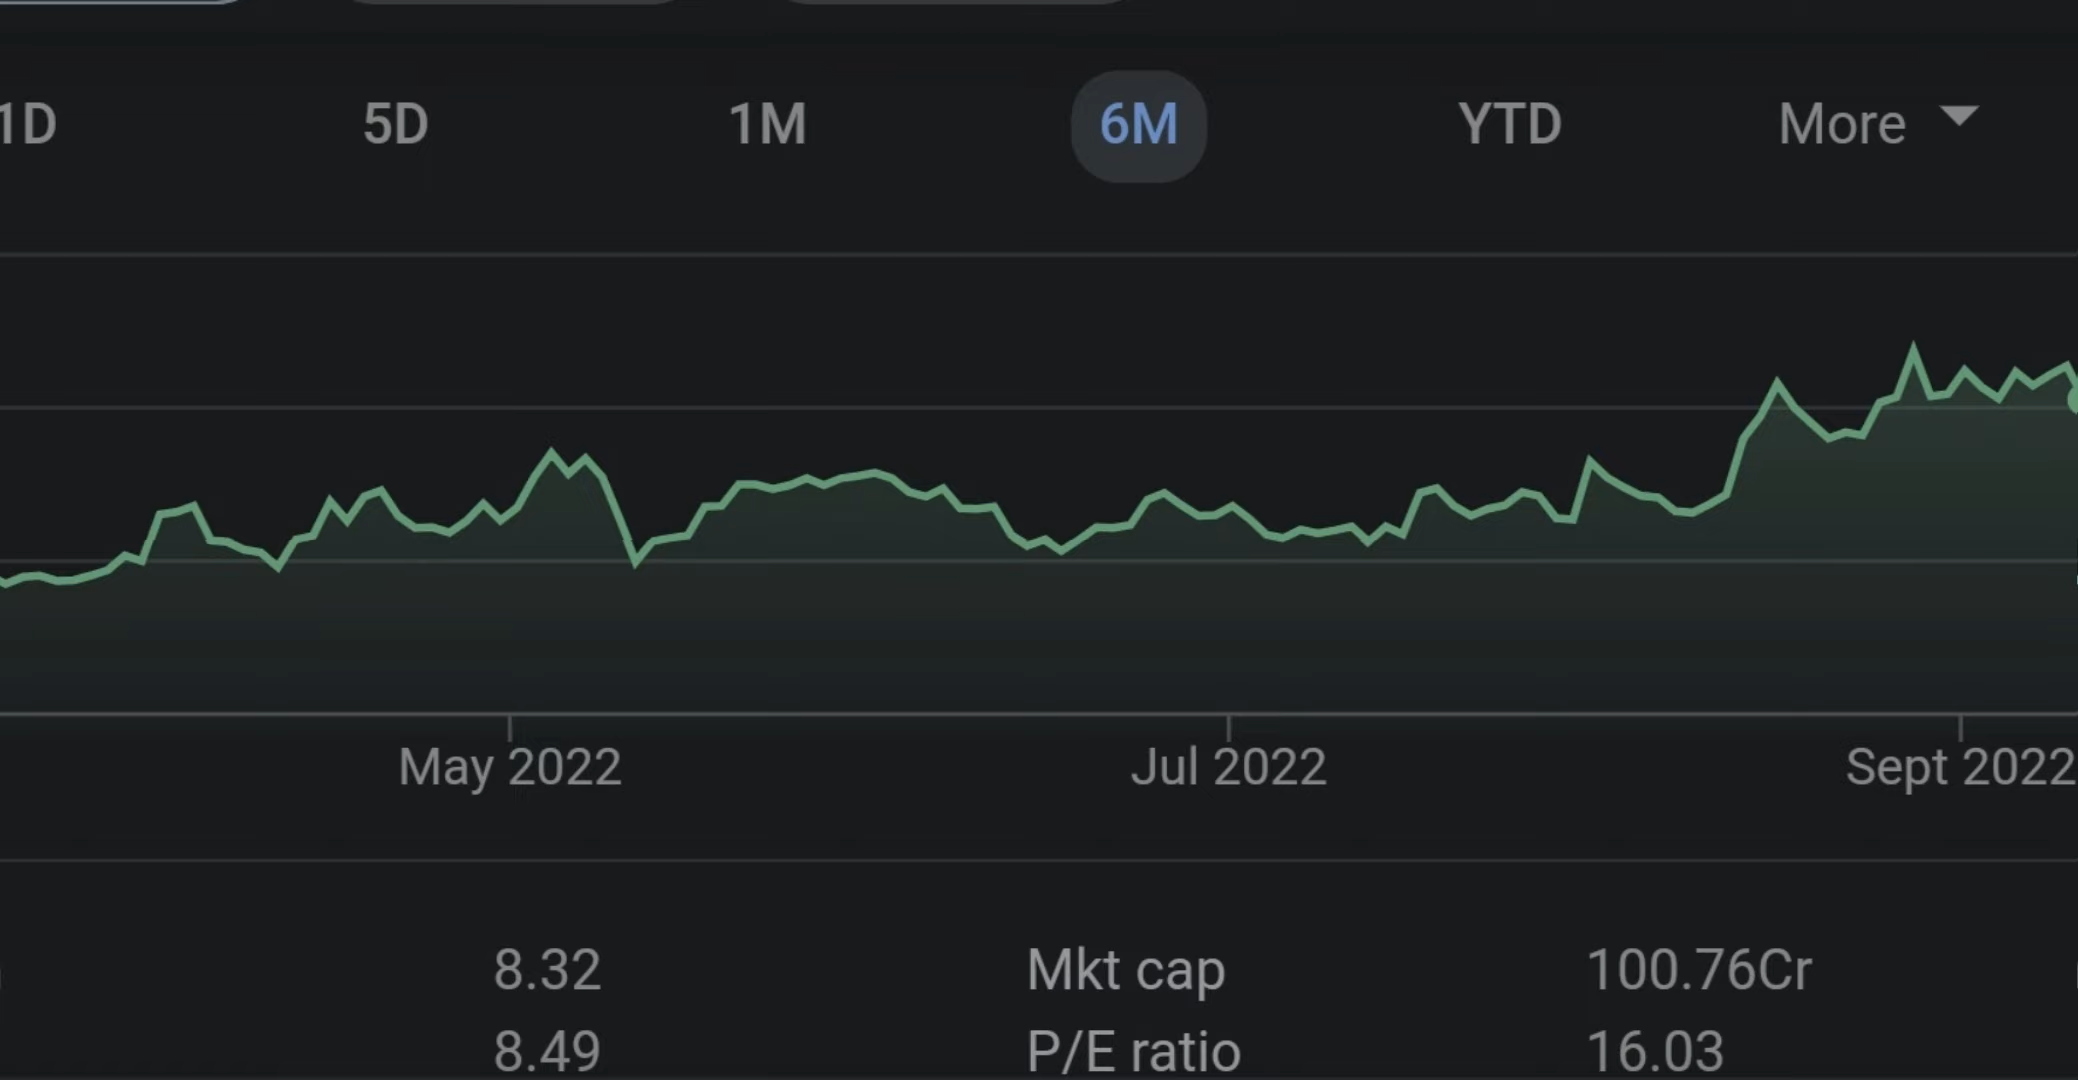 1D 5D 1M 6M YTD More
May 2022 Jul 2022 Sept 2022
8.32 Mkt cap 100.76Cr
8.49 P/E ratio 16.03